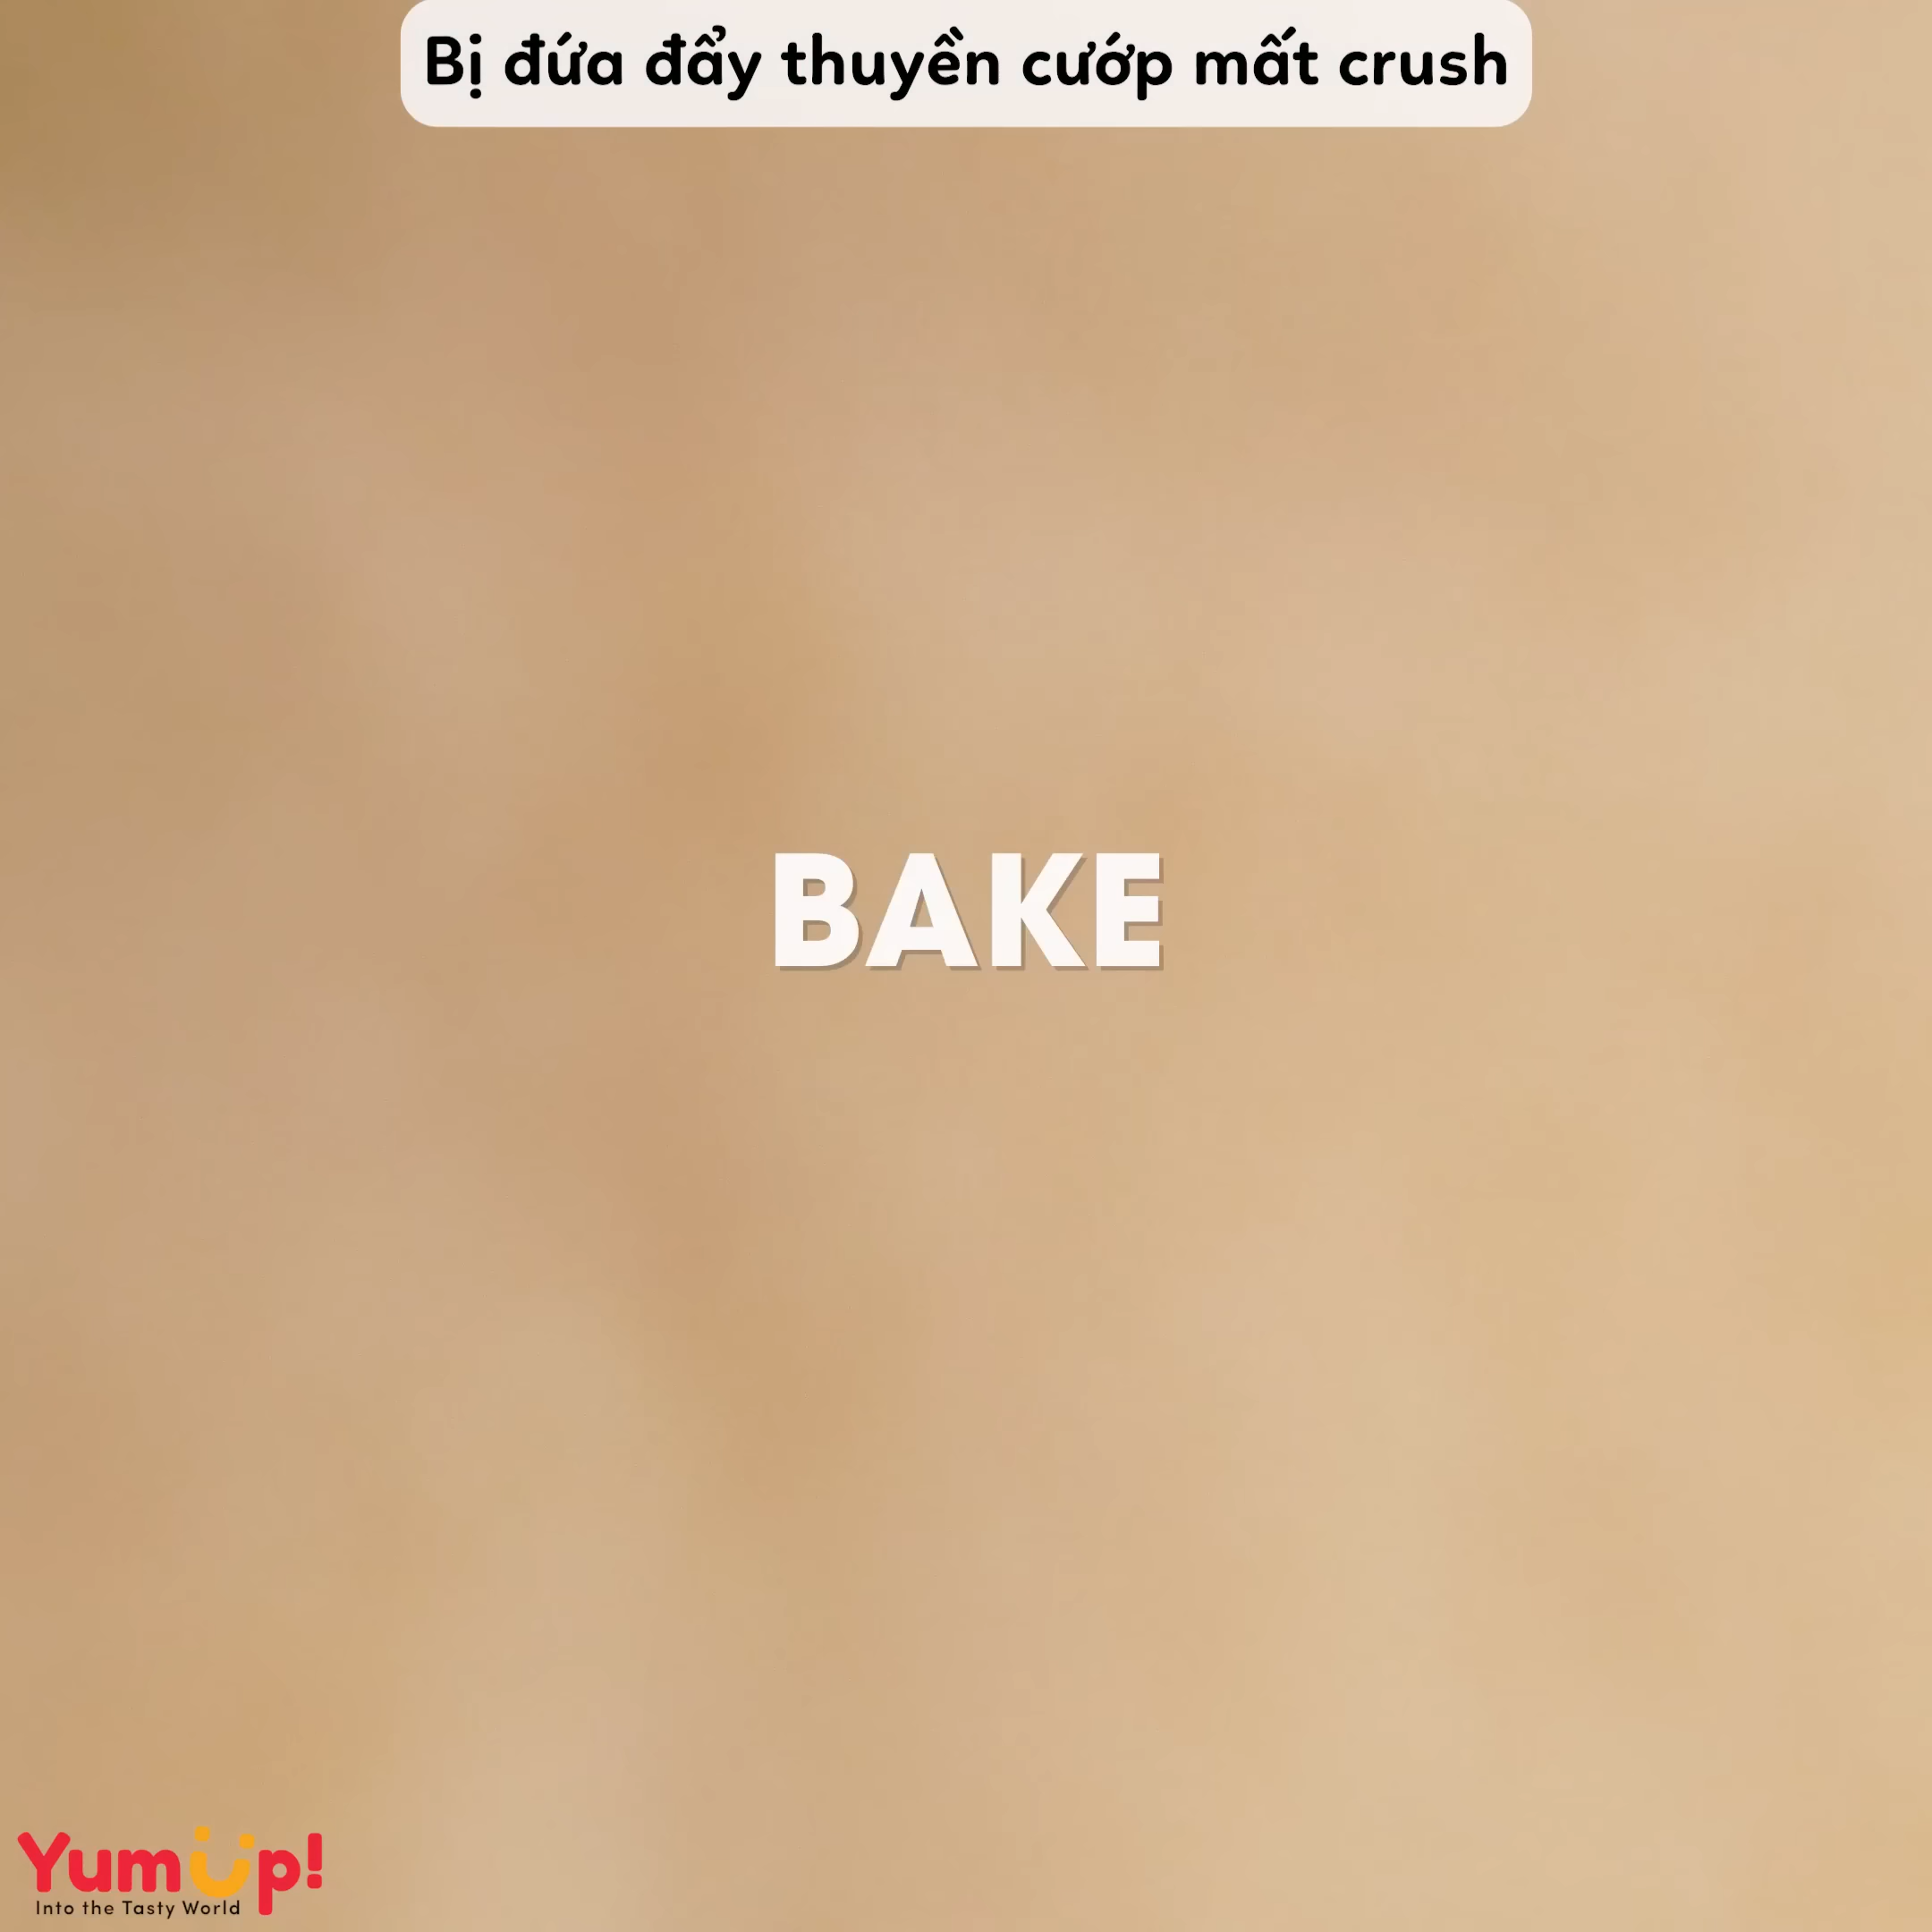 Bị đứa đẩy thuyền cướp mất crush
BAKE
YumUp!
Into the Tasty World